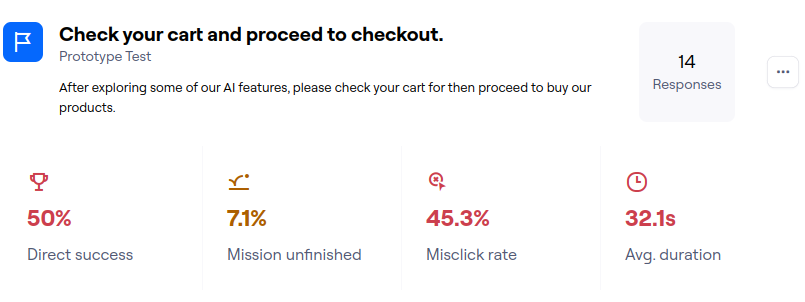 Check your cart and proceed to checkout.
Prototype Test
After exploring some of our AI features, please check your cart for then proceed to buy our
products.
14
Responses
50%
Direct success
7.1%
Mission unfinished
45.3%
Misclick rate
32.1s
Avg. duration